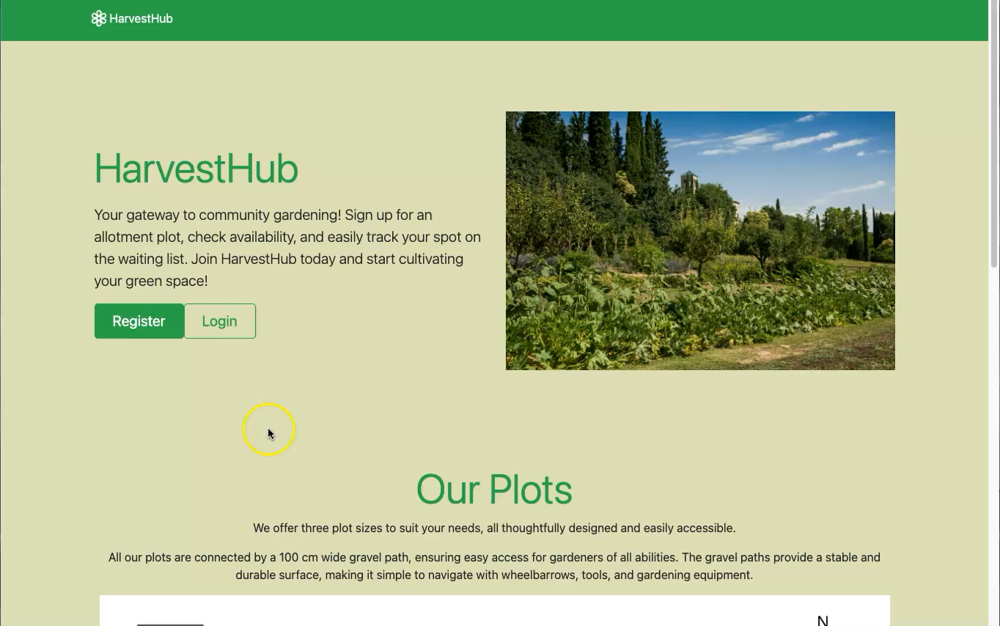 HarvestHub
HarvestHub
Your gateway to community gardening! Sign up for an
allotment plot, check availability, and easily track your spot on
the waiting list. Join HarvestHub today and start cultivating
your green space!
Register Login
Our Plots
We offer three plot sizes to suit your needs, all thoughtfully designed and easily accessible.
All our plots are connected by a 100 cm wide gravel path, ensuring easy access for gardeners of all abilities. The gravel paths provide a stable and
durable surface, making it simple to navigate with wheelbarrows, tools, and gardening equipment.
N